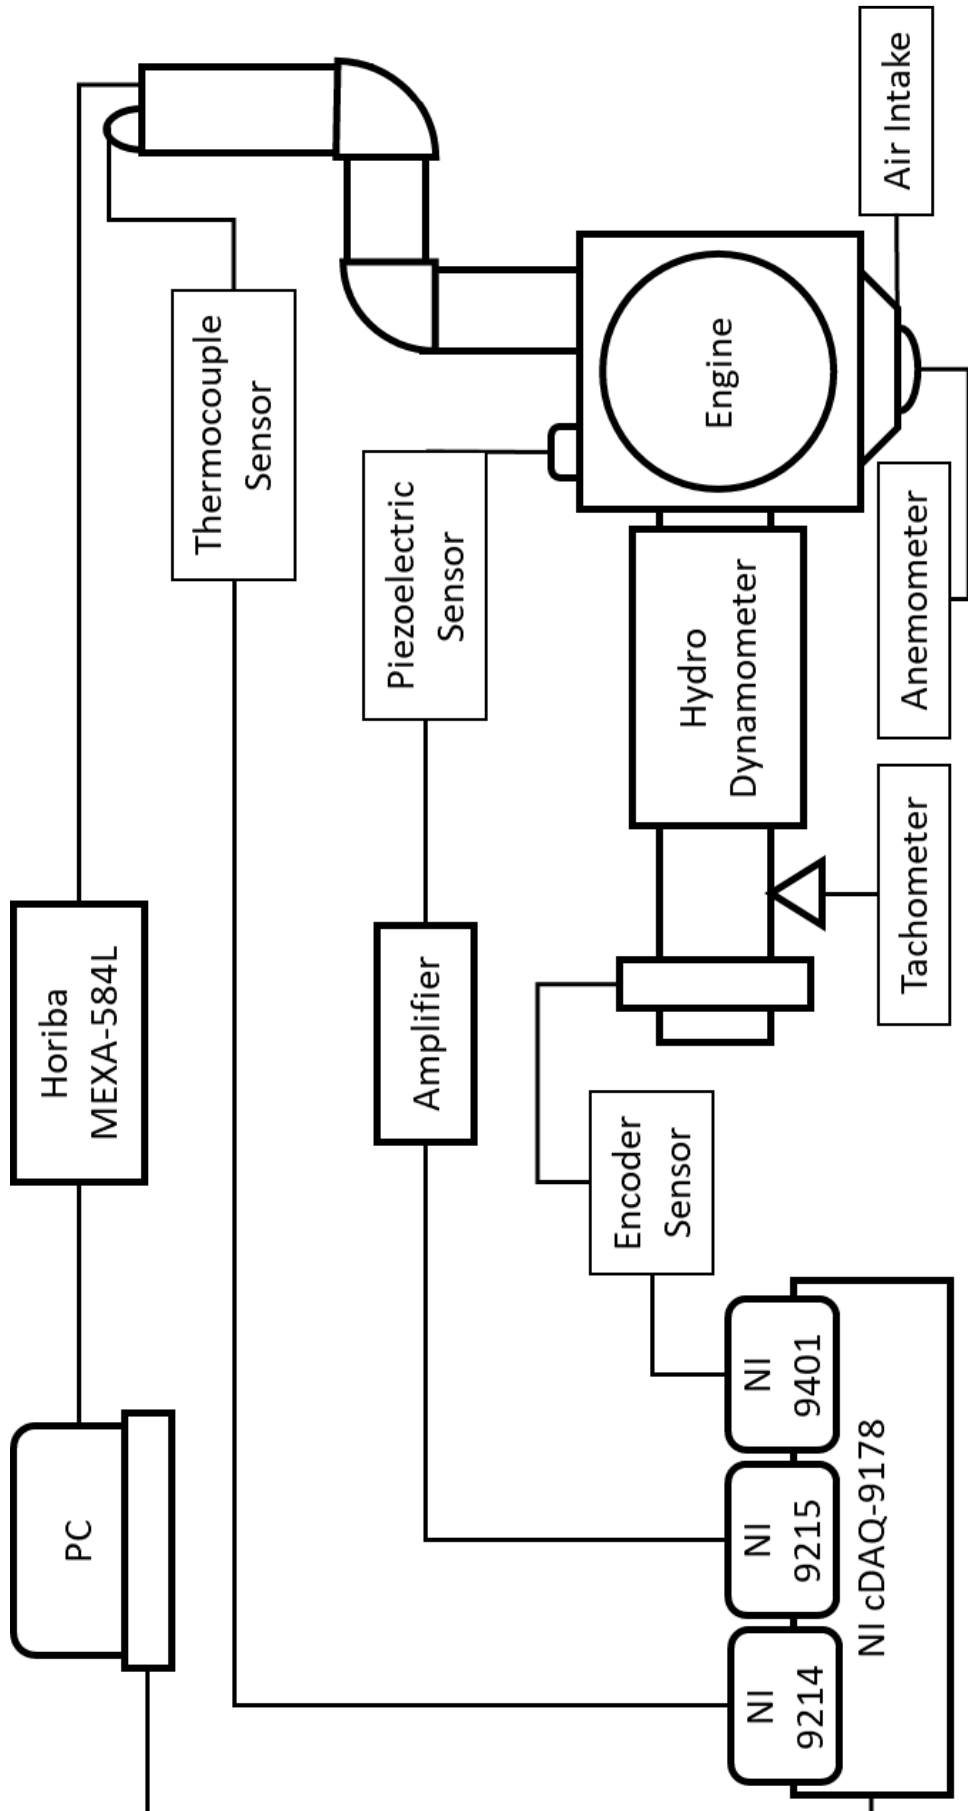 PC
Horiba
MEXA-584L
Thermocouple
Sensor
Amplifier
Piezoelectric
Sensor
NI
9214
NI
9215
NI
9401
NI cDAQ-9178
Encoder
Sensor
Hydro
Dynamometer
Engine
Tachometer
Anemometer
Air Intake